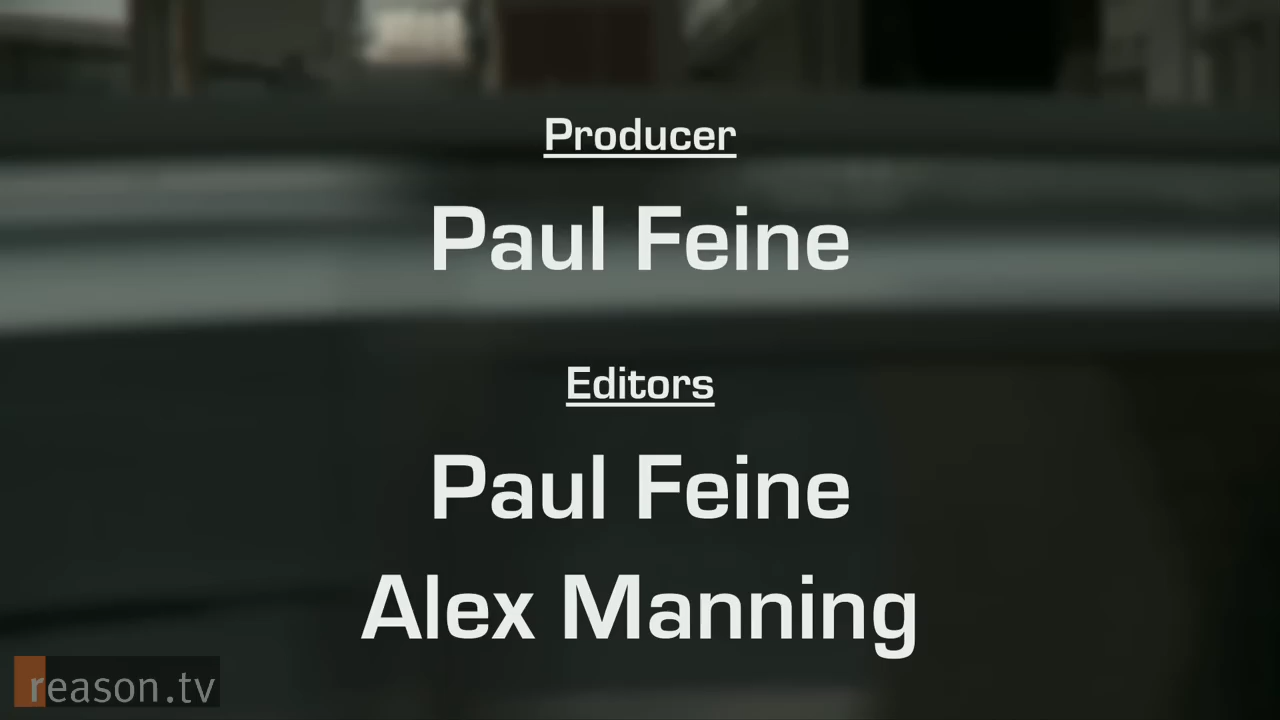 Producer
Paul Feine
Editors
Paul Feine
Alex Manning
reason.tv